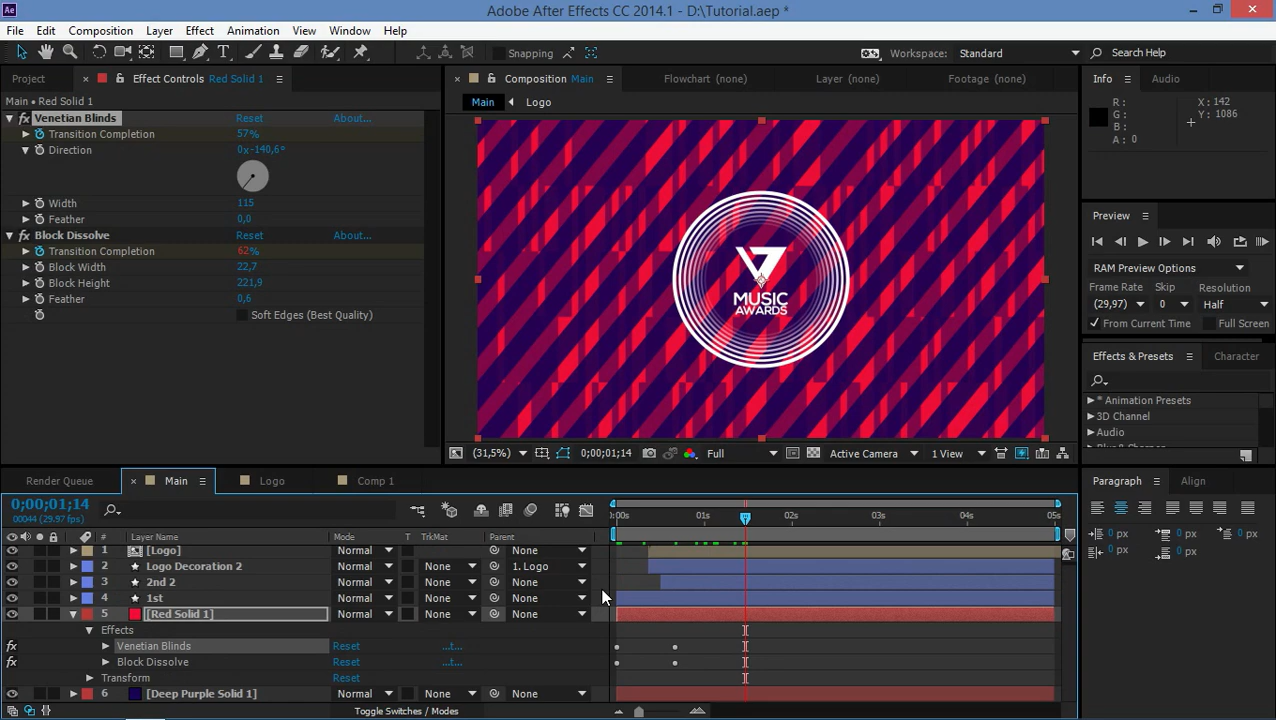 Ae Adobe After Effects CC 2014.1 - D:\Tutorial.aep *
File Edit Composition Layer Effect Animation View Window Help
Snapping Workspace: Standard Search Help
Project Effect Controls Red Solid 1
Composition Main Flowchart (none) Layer (none) Footage (none)
Info Audio
Main • Red Solid 1
Main Logo
R: X: 142
G: Y: 1086
B:
A: 0
fx Venetian Blinds Reset About...
Transition Completion 57%
Direction 0x-140,6°
Width 115
Feather 0,0
fx Block Dissolve Reset About...
Transition Completion 62%
Block Width 22,7
Block Height 221,9
Feather 0,6
Soft Edges (Best Quality)
V7
MUSIC
AWARDS
(31,5%) 0;00;01;14 Full Active Camera 1 View
Preview
RAM Preview Options
Frame Rate Skip Resolution
(29,97) 0 Half
From Current Time Full Screen
Effects & Presets Character
* Animation Presets
3D Channel
Audio
Render Queue Main Logo Comp 1
0;00;01;14
00044 (29.97 fps)
:00s 01s 02s 03s 04s 05s
# Layer Name Mode T TrkMat Parent
1 [Logo] Normal None
2 Logo Decoration 2 Normal None 1. Logo
3 2nd 2 Normal None None
4 1st Normal None None
5 [Red Solid 1] Normal None None
Effects
fx Venetian Blinds Reset ...t...
fx Block Dissolve Reset ...t...
Transform Reset
6 [Deep Purple Solid 1] Normal None None
Toggle Switches / Modes
Paragraph Align
0 px 0 px 0 px
0 px 0 px